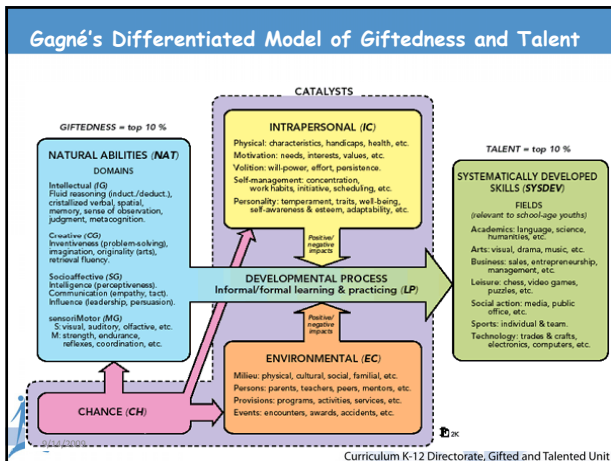 Gagné's Differentiated Model of Giftedness and Talent
CATALYSTS
GIFTEDNESS = top 10 %
NATURAL ABILITIES (NAT)
DOMAINS
Intellectual (IG)
Fluid reasoning (induct./deduct.),
cristallized verbal, spatial,
memory, sense of observation,
judgment, metacognition.
Creative (CG)
Inventiveness (problem-solving),
imagination, originality (arts),
retrieval fluency.
Socioaffective (SG)
Intelligence (perceptiveness).
Communication (empathy, tact).
Influence (leadership, persuasion).
sensoriMotor (MG)
S: visual, auditory, olfactive, etc.
M: strength, endurance,
reflexes, coordination, etc.
INTRAPERSONAL (IC)
Physical: characteristics, handicaps, health, etc.
Motivation: needs, interests, values, etc.
Volition: will-power, effort, persistence.
Self-management: concentration,
work habits, initiative, scheduling, etc.
Personality: temperament, traits, well-being,
self-awareness & esteem, adaptability, etc.
Positive/
negative
impacts
DEVELOPMENTAL PROCESS
Informal/formal learning & practicing (LP)
Positive/
negative
impacts
ENVIRONMENTAL (EC)
Milieu: physical, cultural, social, familial, etc.
Persons: parents, teachers, peers, mentors, etc.
Provisions: programs, activities, services, etc.
Events: encounters, awards, accidents, etc.
CHANCE (CH)
TALENT = top 10 %
SYSTEMATICALLY DEVELOPED
SKILLS (SYSDEV)
FIELDS
(relevant to school-age youths)
Academics: language, science,
humanities, etc.
Arts: visual, drama, music, etc.
Business: sales, entrepreneurship,
management, etc.
Leisure: chess, video games,
puzzles, etc.
Social action: media, public
office, etc.
Sports: individual & team.
Technology: trades & crafts,
electronics, computers, etc.
2K
9/14/2009
Curriculum K-12 Directorate, Gifted and Talented Unit